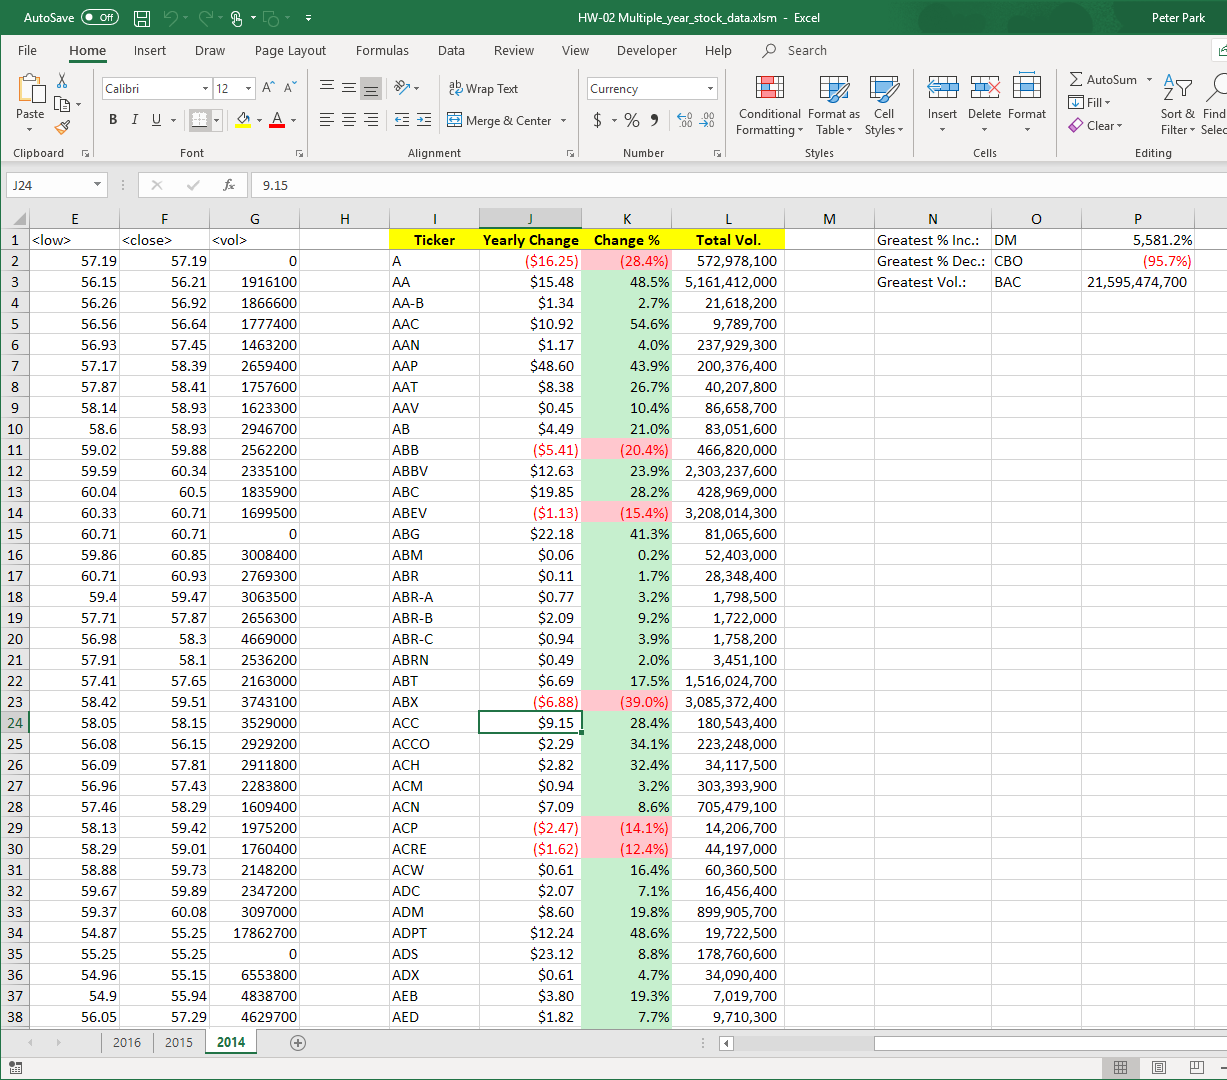 AutoSave Off HW-02 Multiple_year_stock_data.xlsm - Excel Peter Park
File Home Insert Draw Page Layout Formulas Data Review View Developer Help Search
Paste Calibri 12 A A B I U A ab Wrap Text Merge & Center Currency $ % Conditional Formatting Format as Table Cell Styles Insert Delete Format AutoSum Fill Clear Sort & Filter Find
Clipboard Font Alignment Number Styles Cells Editing
J24 fx 9.15
E F G H I J K L M N O P
1 <low> <close> <vol> Ticker Yearly Change Change % Total Vol. Greatest % Inc.: DM 5,581.2%
2 57.19 57.19 0 A ($16.25) (28.4%) 572,978,100 Greatest % Dec.: CBO (95.7%)
3 56.15 56.21 1916100 AA $15.48 48.5% 5,161,412,000 Greatest Vol.: BAC 21,595,474,700
4 56.26 56.92 1866600 AA-B $1.34 2.7% 21,618,200
5 56.56 56.64 1777400 AAC $10.92 54.6% 9,789,700
6 56.93 57.45 1463200 AAN $1.17 4.0% 237,929,300
7 57.17 58.39 2659400 AAP $48.60 43.9% 200,376,400
8 57.87 58.41 1757600 AAT $8.38 26.7% 40,207,800
9 58.14 58.93 1623300 AAV $0.45 10.4% 86,658,700
10 58.6 58.93 2946700 AB $4.49 21.0% 83,051,600
11 59.02 59.88 2562200 ABB ($5.41) (20.4%) 466,820,000
12 59.59 60.34 2335100 ABBV $12.63 23.9% 2,303,237,600
13 60.04 60.5 1835900 ABC $19.85 28.2% 428,969,000
14 60.33 60.71 1699500 ABEV ($1.13) (15.4%) 3,208,014,300
15 60.71 60.71 0 ABG $22.18 41.3% 81,065,600
16 59.86 60.85 3008400 ABM $0.06 0.2% 52,403,000
17 60.71 60.93 2769300 ABR $0.11 1.7% 28,348,400
18 59.4 59.47 3063500 ABR-A $0.77 3.2% 1,798,500
19 57.71 57.87 2656300 ABR-B $2.09 9.2% 1,722,000
20 56.98 58.3 4669000 ABR-C $0.94 3.9% 1,758,200
21 57.91 58.1 2536200 ABRN $0.49 2.0% 3,451,100
22 57.41 57.65 2163000 ABT $6.69 17.5% 1,516,024,700
23 58.42 59.51 3743100 ABX ($6.88) (39.0%) 3,085,372,400
24 58.05 58.15 3529000 ACC $9.15 28.4% 180,543,400
25 56.08 56.15 2929200 ACCO $2.29 34.1% 223,248,000
26 56.09 57.81 2911800 ACH $2.82 32.4% 34,117,500
27 56.96 57.43 2283800 ACM $0.94 3.2% 303,393,900
28 57.46 58.29 1609400 ACN $7.09 8.6% 705,479,100
29 58.13 59.42 1975200 ACP ($2.47) (14.1%) 14,206,700
30 58.29 59.01 1760400 ACRE ($1.62) (12.4%) 44,197,000
31 58.88 59.73 2148200 ACW $0.61 16.4% 60,360,500
32 59.67 59.89 2347200 ADC $2.07 7.1% 16,456,400
33 59.37 60.08 3097000 ADM $8.60 19.8% 899,905,700
34 54.87 55.25 17862700 ADPT $12.24 48.6% 19,722,500
35 55.25 55.25 0 ADS $23.12 8.8% 178,760,600
36 54.96 55.15 6553800 ADX $0.61 4.7% 34,090,400
37 54.9 55.94 4838700 AEB $3.80 19.3% 7,019,700
38 56.05 57.29 4629700 AED $1.82 7.7% 9,710,300
2016 2015 2014